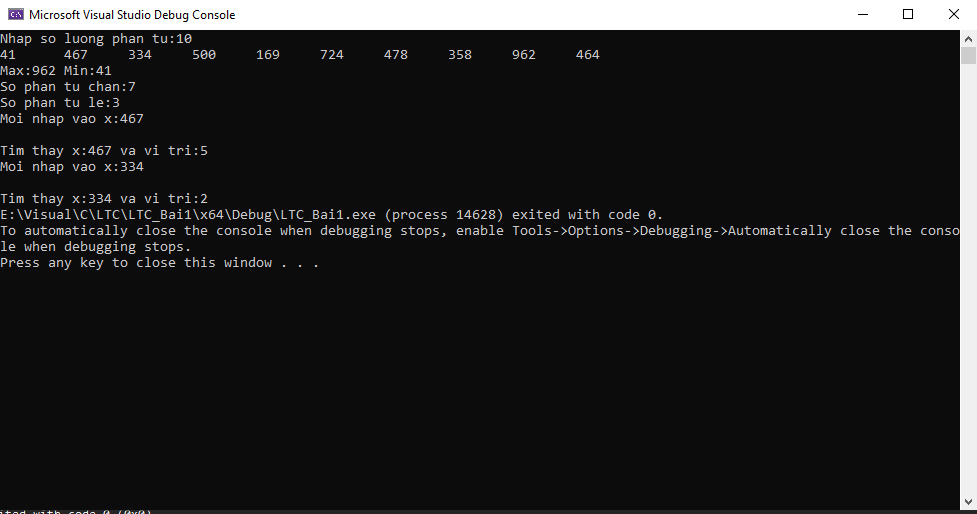 Microsoft Visual Studio Debug Console
Nhap so luong phan tu:10
41 467 334 500 169 724 478 358 962 464
Max:962 Min:41
So phan tu chan:7
So phan tu le:3
Moi nhap vao x:467
Tim thay x:467 va vi tri:5
Moi nhap vao x:334
Tim thay x:334 va vi tri:2
E:\Visual\C\LTC\LTC_Bai1\x64\Debug\LTC_Bai1.exe (process 14628) exited with code 0.
To automatically close the console when debugging stops, enable Tools->Options->Debugging->Automatically close the conso
le when debugging stops.
Press any key to close this window . . .
ited with code 0 (0x0)